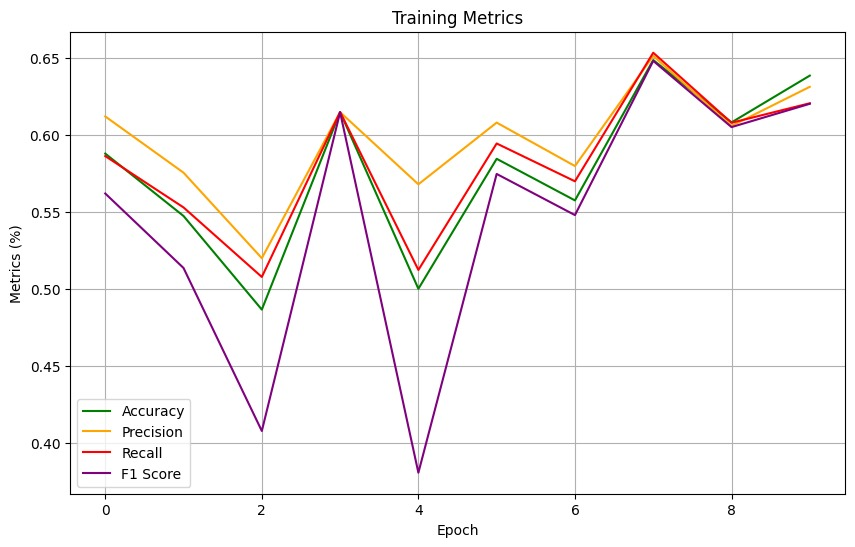 Training Metrics
Metrics (%)
0.65
0.60
0.55
0.50
0.45
0.40
Accuracy
Precision
Recall
F1 Score
0 2 4 6 8
Epoch